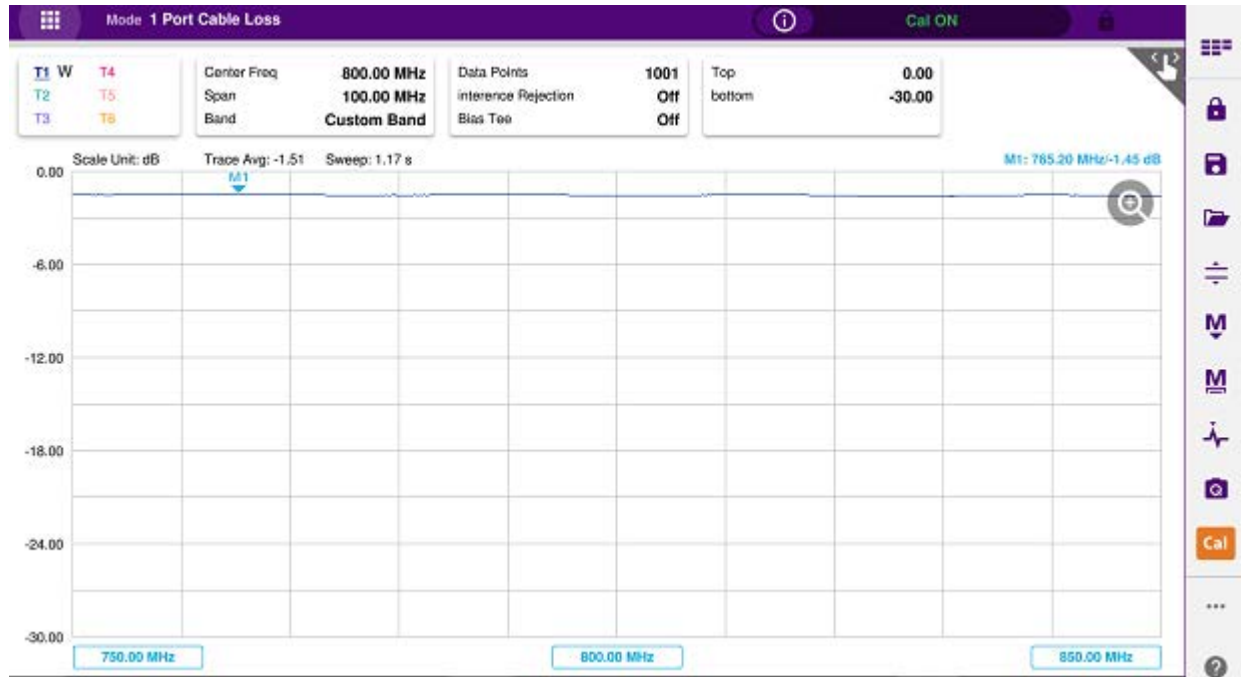 Mode 1 Port Cable Loss
Cal ON
T1 W T4
T2 T5
T3 T6
Center Freq 800.00 MHz
Span 100.00 MHz
Band Custom Band
Data Points 1001
interence Rejection Off
Bias Tee Off
Top 0.00
bottom -30.00
Scale Unit: dB Trace Avg: -1.51 Sweep: 1.17 s M1: 765.20 MHz/-1.45 dB
0.00
M1
-6.00
-12.00
-18.00
-24.00
-30.00
750.00 MHz 800.00 MHz 850.00 MHz
M
M
Cal
...
?